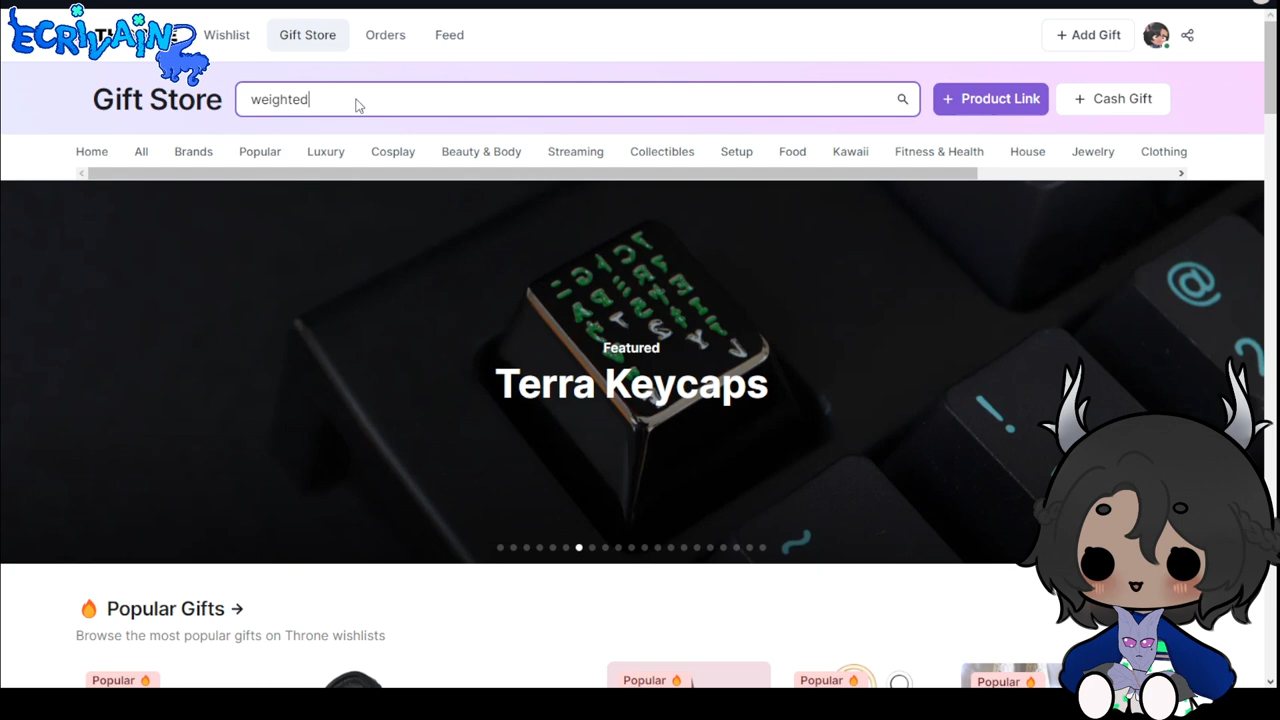 ECRIVAIN
Wishlist
Gift Store
Orders
Feed
+ Add Gift
Gift Store
weighted
+ Product Link
+ Cash Gift
Home
All
Brands
Popular
Luxury
Cosplay
Beauty & Body
Streaming
Collectibles
Setup
Food
Kawaii
Fitness & Health
House
Jewelry
Clothing
Featured
Terra Keycaps
Popular Gifts →
Browse the most popular gifts on Throne wishlists
Popular
Popular
Popular
Popular